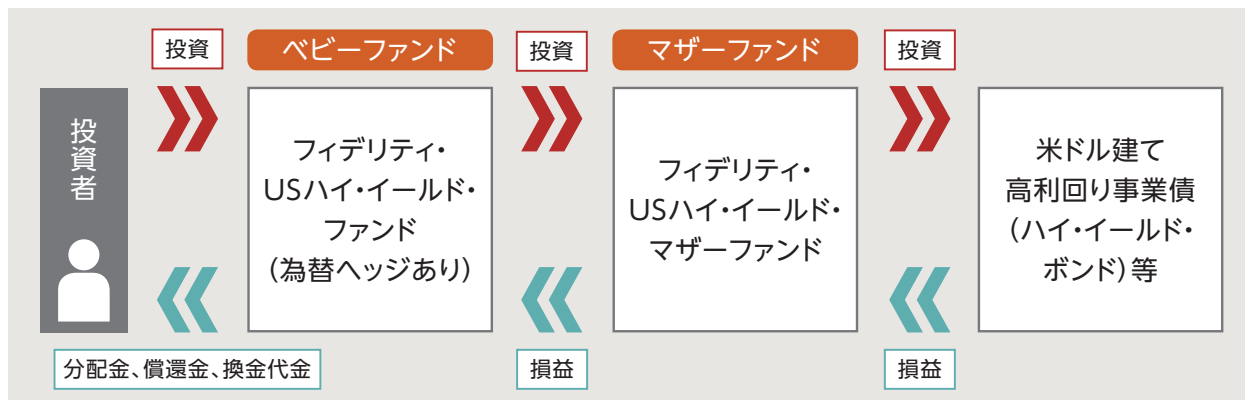 投資
ベビーファンド
投資
マザーファンド
投資
投資者
フィデリティ・
USハイ・イールド・
ファンド
（為替ヘッジあり）
フィデリティ・
USハイ・イールド・
マザーファンド
米ドル建て
高利回り事業債
（ハイ・イールド・
ボンド）等
分配金、償還金、換金代金
損益
損益